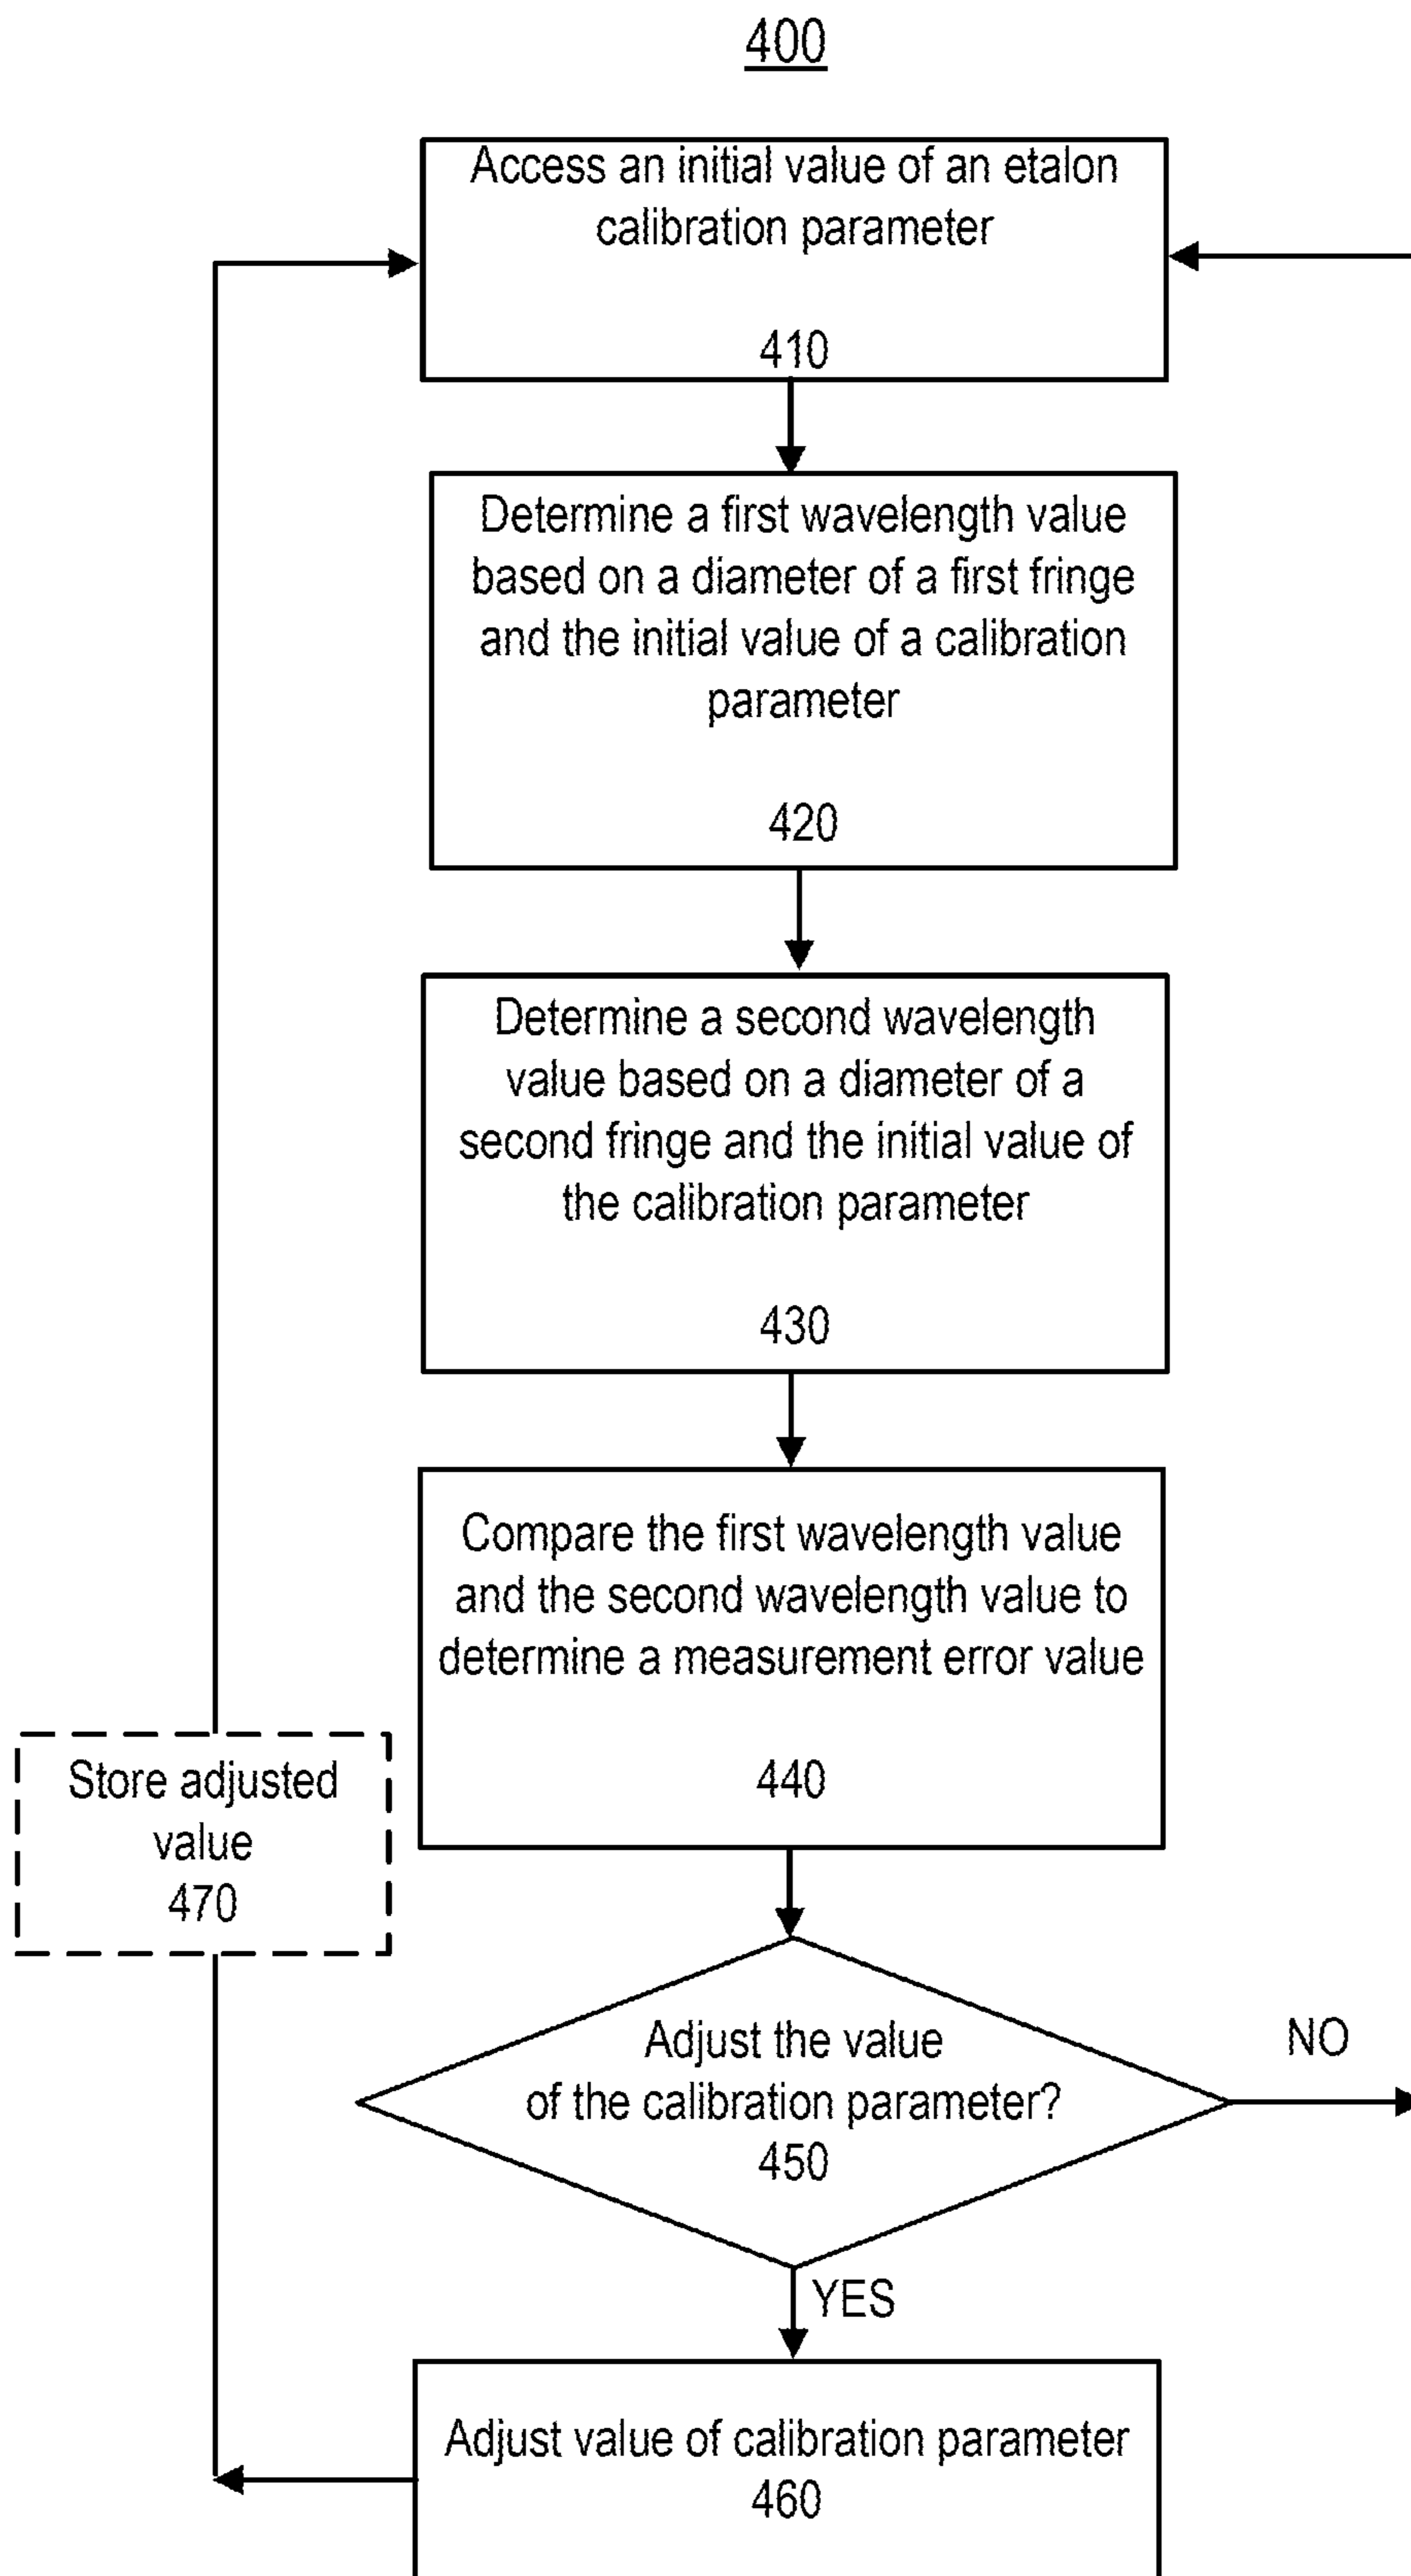 400
Access an initial value of an etalon
calibration parameter
410
Determine a first wavelength value
based on a diameter of a first fringe
and the initial value of a calibration
parameter
420
Determine a second wavelength
value based on a diameter of a
second fringe and the initial value of
the calibration parameter
430
Compare the first wavelength value
and the second wavelength value to
determine a measurement error value
440
Store adjusted
value
470
Adjust the value
of the calibration parameter?
450
NO
YES
Adjust value of calibration parameter
460